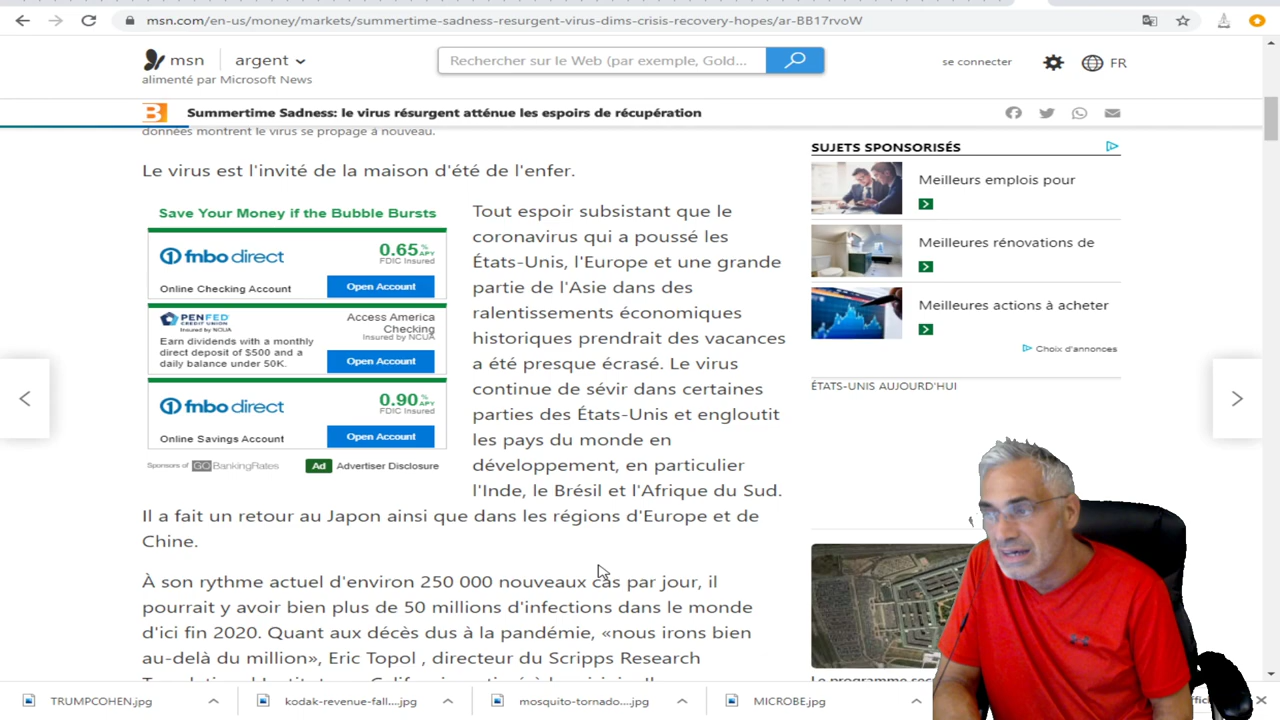 msn.com/en-us/money/markets/summertime-sadness-resurgent-virus-dims-crisis-recovery-hopes/ar-BB17rvoW
msn argent
alimenté par Microsoft News
Rechercher sur le Web (par exemple, Gold...
se connecter
FR
Summertime Sadness: le virus résurgent atténue les espoirs de récupération
données montrent le virus se propage à nouveau.
Le virus est l'invité de la maison d'été de l'enfer.
Save Your Money if the Bubble Bursts
fnbo direct
0.65 % APY
FDIC Insured
Online Checking Account
Open Account
PENFED
CREDIT UNION
Insured by NCUA
Access America
Checking
Insured by NCUA
Earn dividends with a monthly
direct deposit of $500 and a
daily balance under 50K.
Open Account
fnbo direct
0.90 % APY
FDIC Insured
Online Savings Account
Open Account
Sponsors of GOBankingRates
Ad Advertiser Disclosure
Tout espoir subsistant que le
coronavirus qui a poussé les
États-Unis, l'Europe et une grande
partie de l'Asie dans des
ralentissements économiques
historiques prendrait des vacances
a été presque écrasé. Le virus
continue de sévir dans certaines
parties des États-Unis et engloutit
les pays du monde en
développement, en particulier
l'Inde, le Brésil et l'Afrique du Sud.
Il a fait un retour au Japon ainsi que dans les régions d'Europe et de
Chine.
À son rythme actuel d'environ 250 000 nouveaux cas par jour, il
pourrait y avoir bien plus de 50 millions d'infections dans le monde
d'ici fin 2020. Quant aux décès dus à la pandémie, «nous irons bien
au-delà du million», Eric Topol , directeur du Scripps Research
SUJETS SPONSORISÉS
Meilleurs emplois pour
Meilleures rénovations de
Meilleures actions à acheter
Choix d'annonces
ÉTATS-UNIS AUJOURD'HUI
TRUMPCOHEN.jpg
kodak-revenue-fall....jpg
mosquito-tornado....jpg
MICROBE.jpg